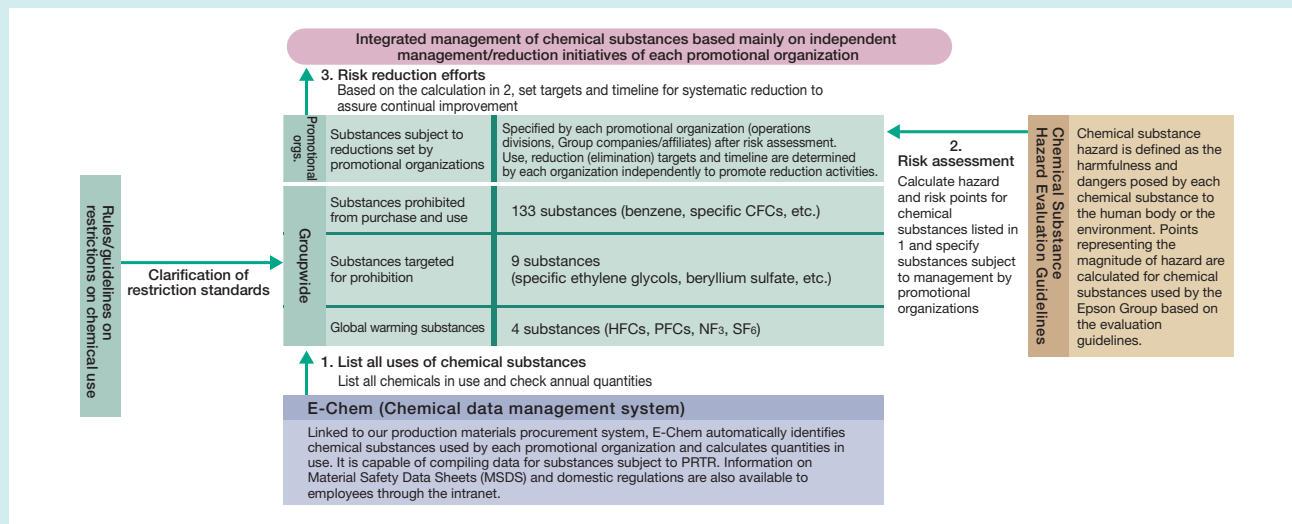 Integrated management of chemical substances based mainly on independent
management/reduction initiatives of each promotional organization
3. Risk reduction efforts
Based on the calculation in 2, set targets and timeline for systematic reduction to
assure continual improvement
Promotional
orgs.
Substances subject to
reductions set by
promotional organizations
Specified by each promotional organization (operations
divisions, Group companies/affiliates) after risk assessment.
Use, reduction (elimination) targets and timeline are determined
by each organization independently to promote reduction activities.
Groupwide
Substances prohibited
from purchase and use
133 substances (benzene, specific CFCs, etc.)
Substances targeted
for prohibition
9 substances
(specific ethylene glycols, beryllium sulfate, etc.)
Global warming substances
4 substances (HFCs, PFCs, NF3, SF6)
Rules/guidelines on
restrictions on chemical use
Clarification of
restriction standards
2.
Risk assessment
Calculate hazard
and risk points for
chemical
substances listed in
1 and specify
substances subject
to management by
promotional
organizations
Chemical Substance
Hazard Evaluation Guidelines
Chemical substance
hazard is defined as the
harmfulness and
dangers posed by each
chemical substance to
the human body or the
environment. Points
representing the
magnitude of hazard are
calculated for chemical
substances used by the
Epson Group based on
the evaluation
guidelines.
1. List all uses of chemical substances
List all chemicals in use and check annual quantities
E-Chem (Chemical data management system)
Linked to our production materials procurement system, E-Chem automatically identifies
chemical substances used by each promotional organization and calculates quantities in
use. It is capable of compiling data for substances subject to PRTR. Information on
Material Safety Data Sheets (MSDS) and domestic regulations are also available to
employees through the intranet.